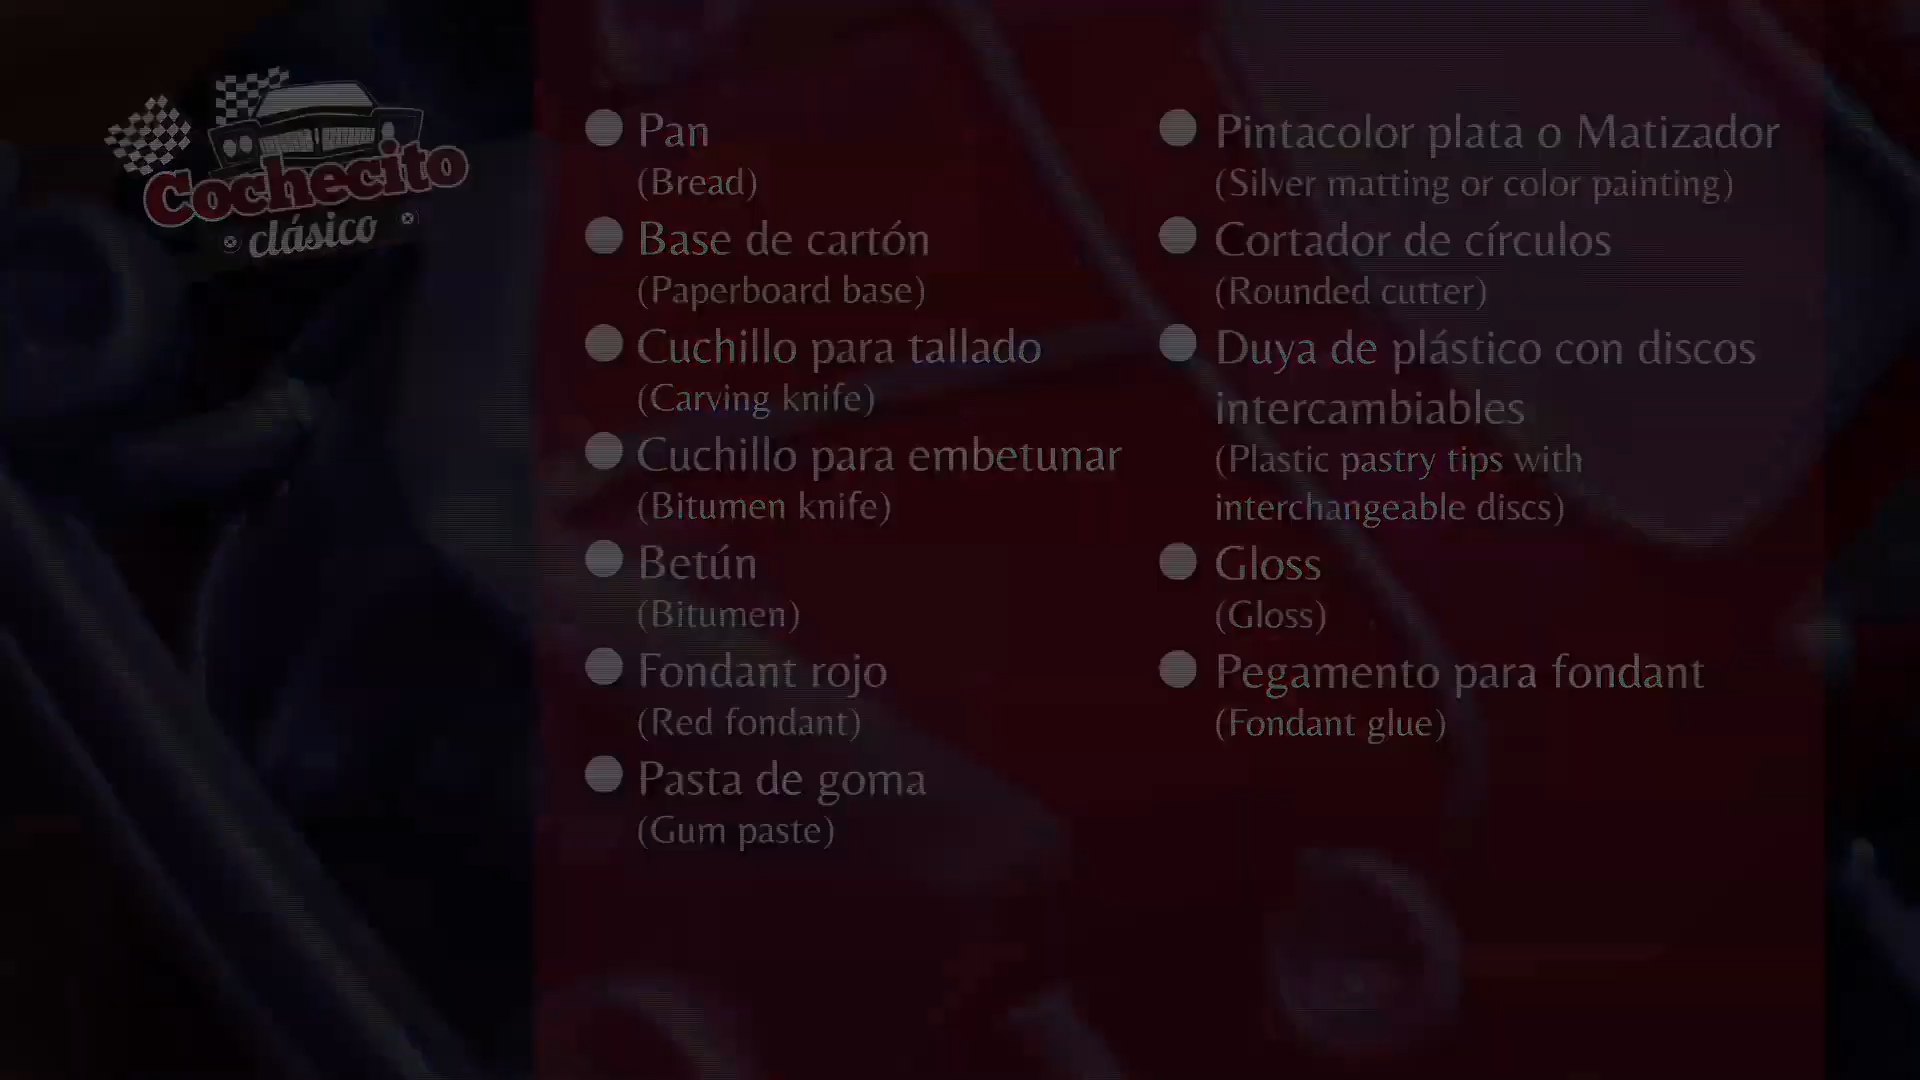 Cochecito
clásico
Pan
(Bread)
Base de cartón
(Paperboard base)
Cuchillo para tallado
(Carving knife)
Cuchillo para embetunar
(Bitumen knife)
Betún
(Bitumen)
Fondant rojo
(Red fondant)
Pasta de goma
(Gum paste)
Pintacolor plata o Matizador
(Silver matting or color painting)
Cortador de círculos
(Rounded cutter)
Duya de plástico con discos
intercambiables
(Plastic pastry tips with
interchangeable discs)
Gloss
(Gloss)
Pegamento para fondant
(Fondant glue)